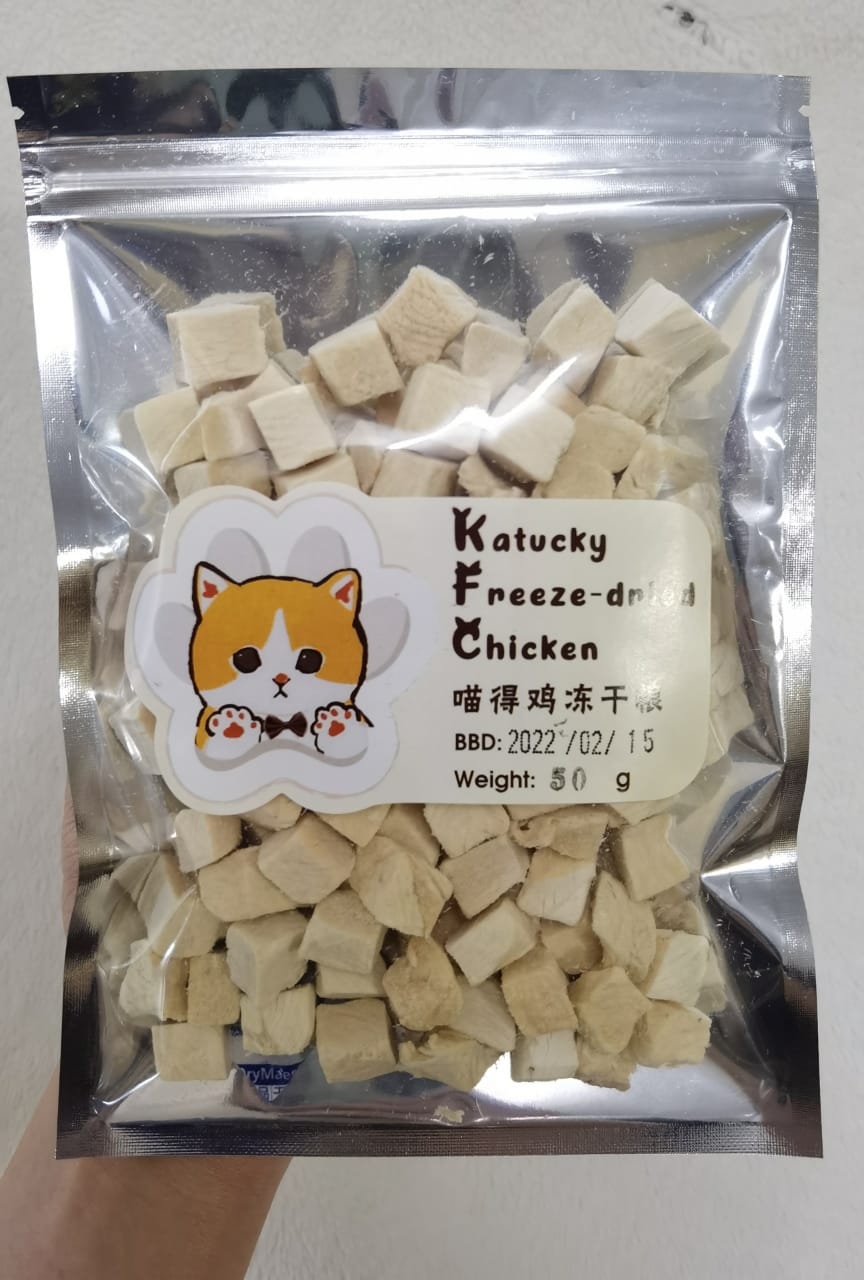 Katucky
Freeze-dried
Chicken
喵得鸡冻干粮
BBD: 2022/02/15
Weight: 50 g